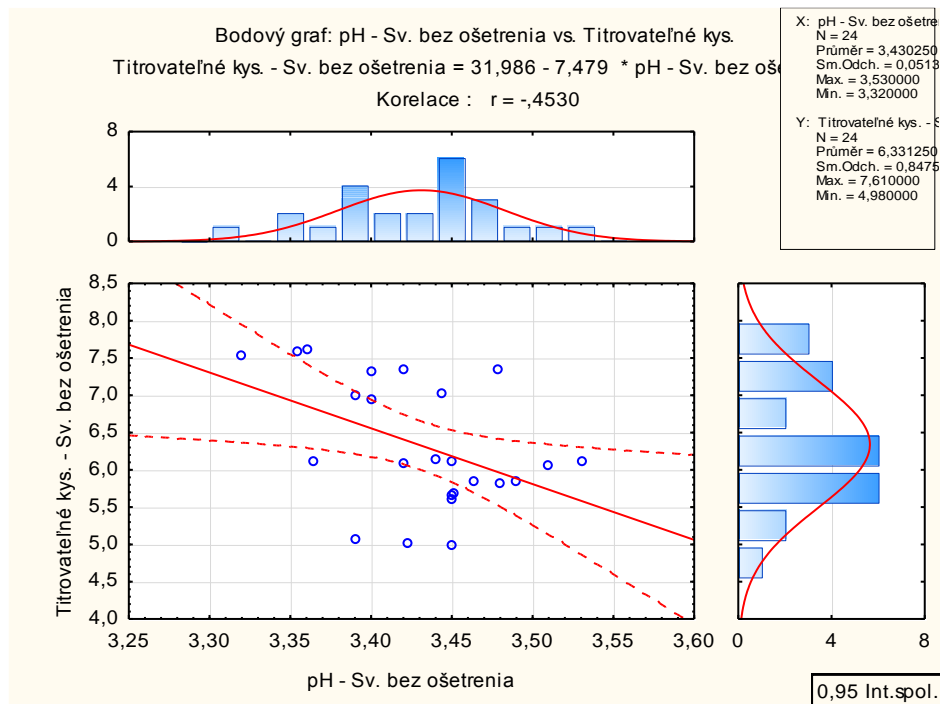 Bodový graf: pH - Sv. bez ošetrenia vs. Titrovateľné kys.
Titrovateľné kys. - Sv. bez ošetrenia = 31,986 - 7,479 * pH - Sv. bez
Korelace : r = -,4530
X: pH - Sv. bez
N = 24
Průměr = 3,430250
Sm.Odch. = 0,0513
Max. = 3,530000
Min. = 3,320000
Y: Titrovateľné kys. - S
N = 24
Průměr = 6,331250
Sm.Odch. = 0,8475
Max. = 7,610000
Min. = 4,980000
8
4
0
Titrovateľné kys. - Sv. bez ošetrenia
8,5
8,0
7,5
7,0
6,5
6,0
5,5
5,0
4,5
4,0
3,25 3,30 3,35 3,40 3,45 3,50 3,55 3,60
0 4 8
pH - Sv. bez ošetrenia
0,95 Int.spol.